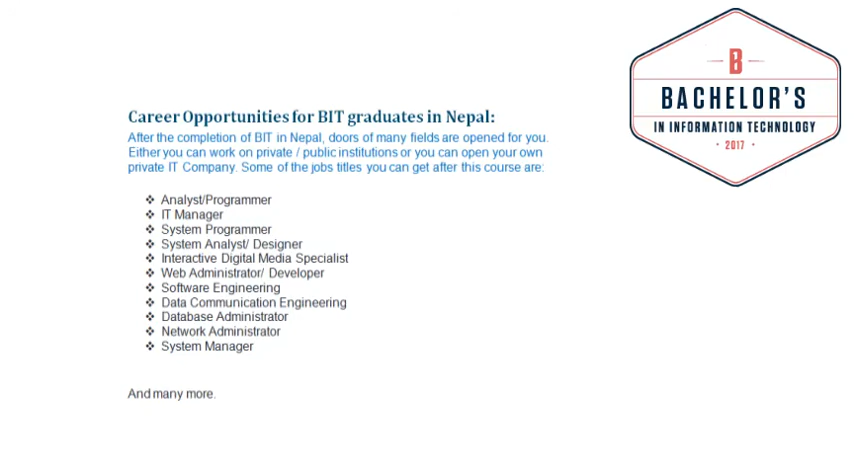 B
BACHELOR'S
IN INFORMATION TECHNOLOGY
• 2017 •
Career Opportunities for BIT graduates in Nepal:
After the completion of BIT in Nepal, doors of many fields are opened for you.
Either you can work on private / public institutions or you can open your own
private IT Company. Some of the jobs titles you can get after this course are:
❖ Analyst/Programmer
❖ IT Manager
❖ System Programmer
❖ System Analyst/ Designer
❖ Interactive Digital Media Specialist
❖ Web Administrator/ Developer
❖ Software Engineering
❖ Data Communication Engineering
❖ Database Administrator
❖ Network Administrator
❖ System Manager
And many more.